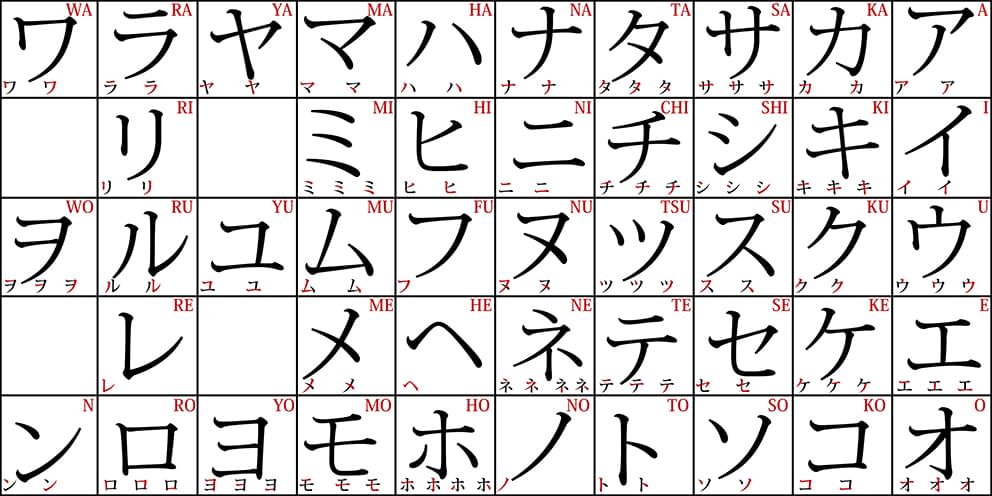 WA RA YA MA HA NA TA SA KA A
ワ ラ ヤ マ ハ ナ タ サ カ ア
ワ ワ ラ ラ ヤ ヤ マ マ ハ ハ ナ ナ タ タ タ サ サ サ カ カ ア ア
RI MI HI NI CHI SHI KI I
リ ミ ヒ ニ チ シ キ イ
リ リ ミ ミ ミ ヒ ヒ ニ ニ チ チ チ シ シ シ キ キ キ イ イ
WO RU YU MU FU NU TSU SU KU U
ヲ ル ユ ム フ ヌ ツ ス ク ウ
ヲ ヲ ヲ ル ル ユ ユ ム ム フ ヌ ヌ ツ ツ ツ ス ス ク ク ウ ウ ウ
RE ME HE NE TE SE KE E
レ メ ヘ ネ テ セ ケ エ
レ メ メ ヘ ネ ネ ネ ネ テ テ テ セ セ ケ ケ ケ エ エ エ
N RO YO MO HO NO TO SO KO O
ン ロ ヨ モ ホ ノ ト ソ コ オ
ン ン ロ ロ ロ ヨ ヨ ヨ モ モ モ ホ ホ ホ ホ ノ ト ト ソ ソ コ コ オ オ オ